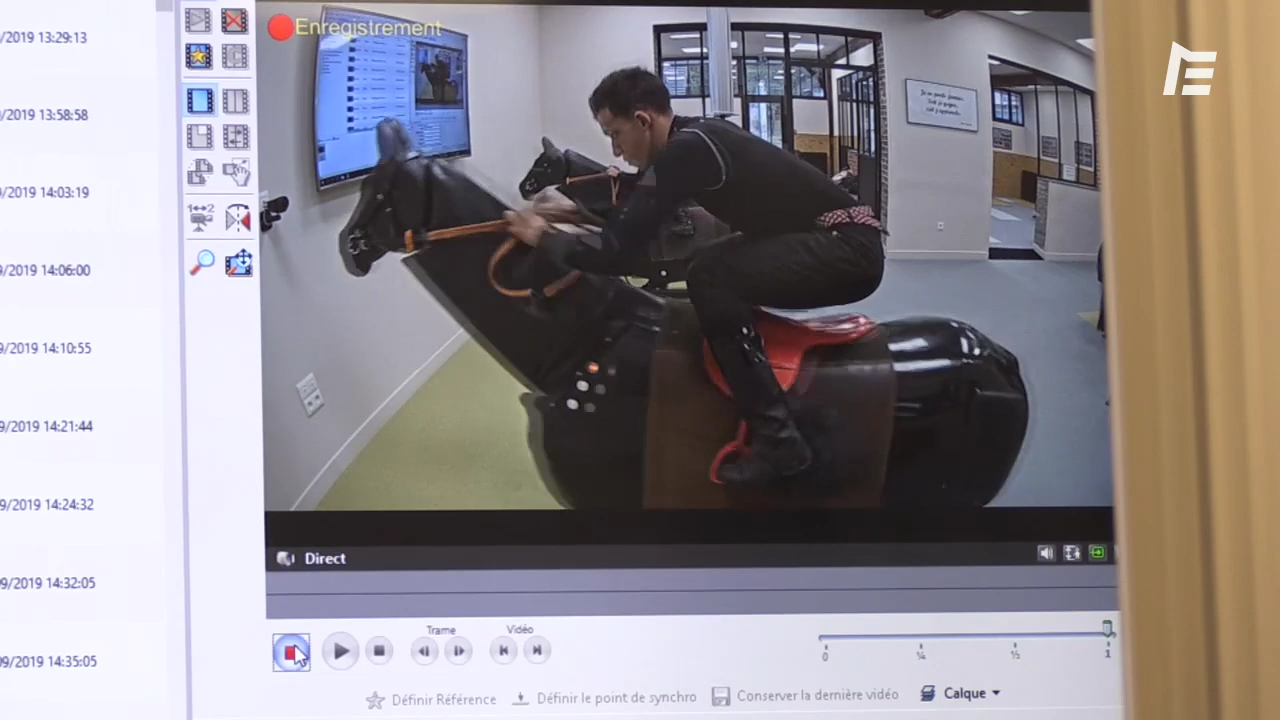 /2019 13:29:13
/2019 13:58:58
/2019 14:03:19
/2019 14:06:00
/2019 14:10:55
/2019 14:21:44
/2019 14:24:32
9/2019 14:32:05
09/2019 14:35:05
Enregistrement
1↔2
Direct
Trame
Vidéo
0 ¼ ½ 1
Définir Référence
Définir le point de synchro
Conserver la dernière vidéo
Calque
E